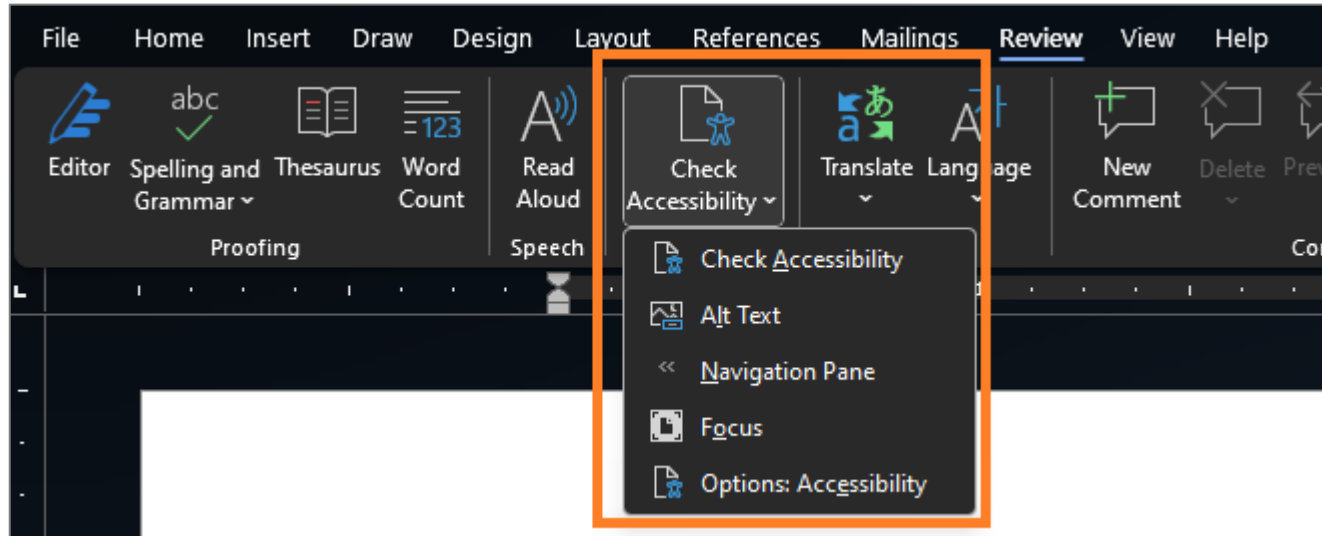 File Home Insert Draw Design Layout References Mailings Review View Help
abc
123
Editor Spelling and Thesaurus Word Read Check Translate Language New Delete
Grammar Count Aloud Accessibility Comment
Proofing Speech
Check Accessibility
Alt Text
Navigation Pane
Focus
Options: Accessibility